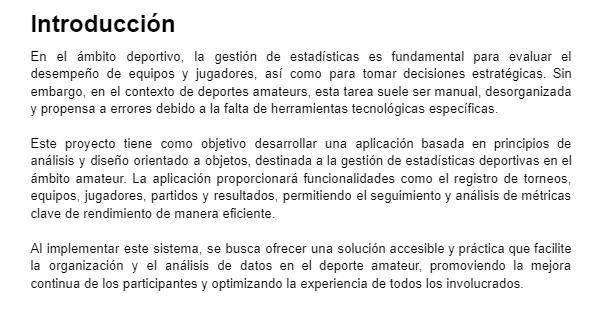 Introducción
En el ámbito deportivo, la gestión de estadísticas es fundamental para evaluar el
desempeño de equipos y jugadores, así como para tomar decisiones estratégicas. Sin
embargo, en el contexto de deportes amateurs, esta tarea suele ser manual, desorganizada
y propensa a errores debido a la falta de herramientas tecnológicas específicas.
Este proyecto tiene como objetivo desarrollar una aplicación basada en principios de
análisis y diseño orientado a objetos, destinada a la gestión de estadísticas deportivas en el
ámbito amateur. La aplicación proporcionará funcionalidades como el registro de torneos,
equipos, jugadores, partidos y resultados, permitiendo el seguimiento y análisis de métricas
clave de rendimiento de manera eficiente.
Al implementar este sistema, se busca ofrecer una solución accesible y práctica que facilite
la organización y el análisis de datos en el deporte amateur, promoviendo la mejora
continua de los participantes y optimizando la experiencia de todos los involucrados.